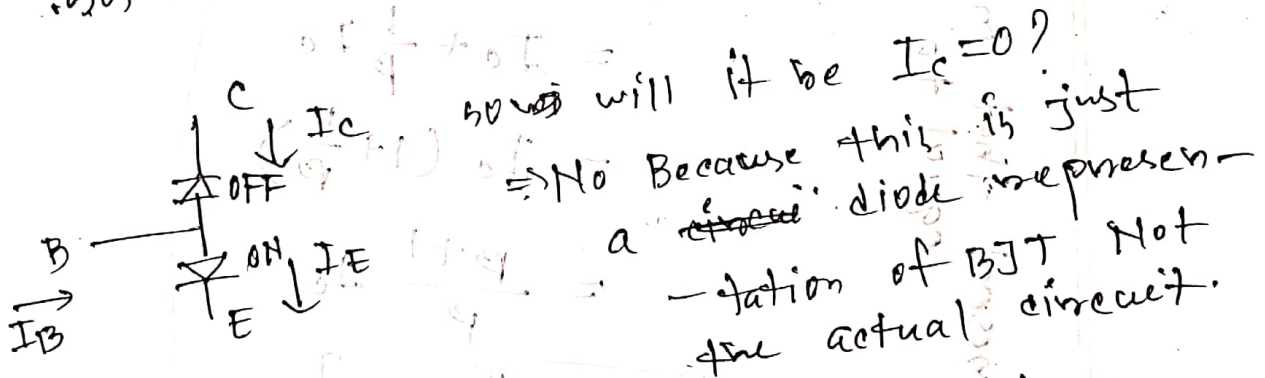 so will it be Ic=0?
C
↓ Ic
⇒ No Because this is just
OFF
a diode represen-
B
ON
↓ IE
-tation of BJT Not
→
IB
E
the actual circuit.